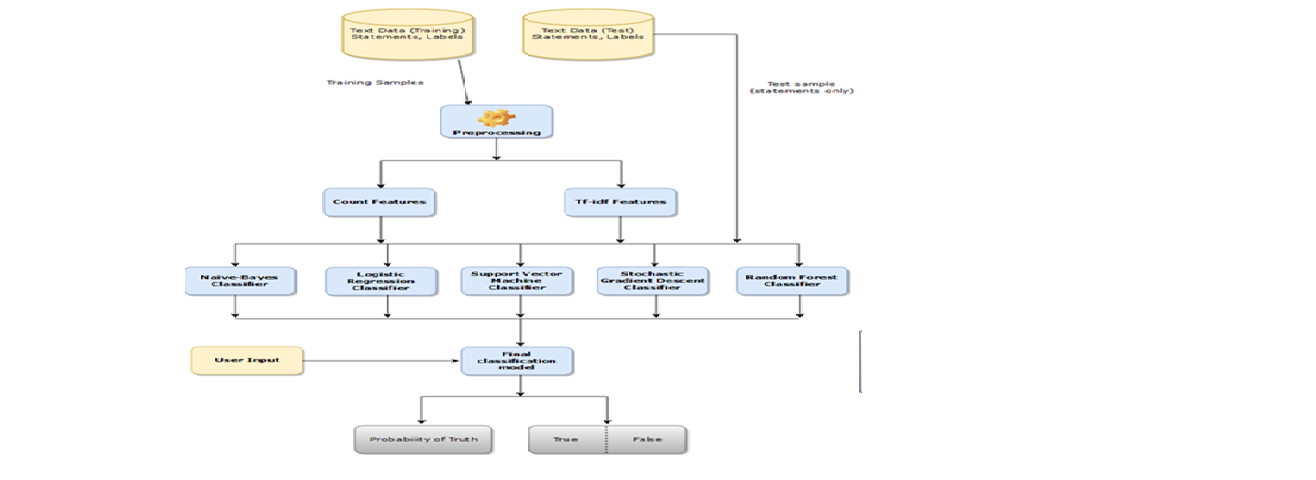 Text Data (Training)
Statements, Labels
Text Data (Test)
Statements, Labels
Training Samples
Test sample
(statements only)
Preprocessing
Count Features
Tf-idf Features
Naive-Bayes
Classifier
Logistic
Regression
Classifier
Support Vector
Machine
Classifier
Stochastic
Gradient Descent
Classifier
Random Forest
Classifier
User Input
Final
classification
model
Probability of Truth
True
False